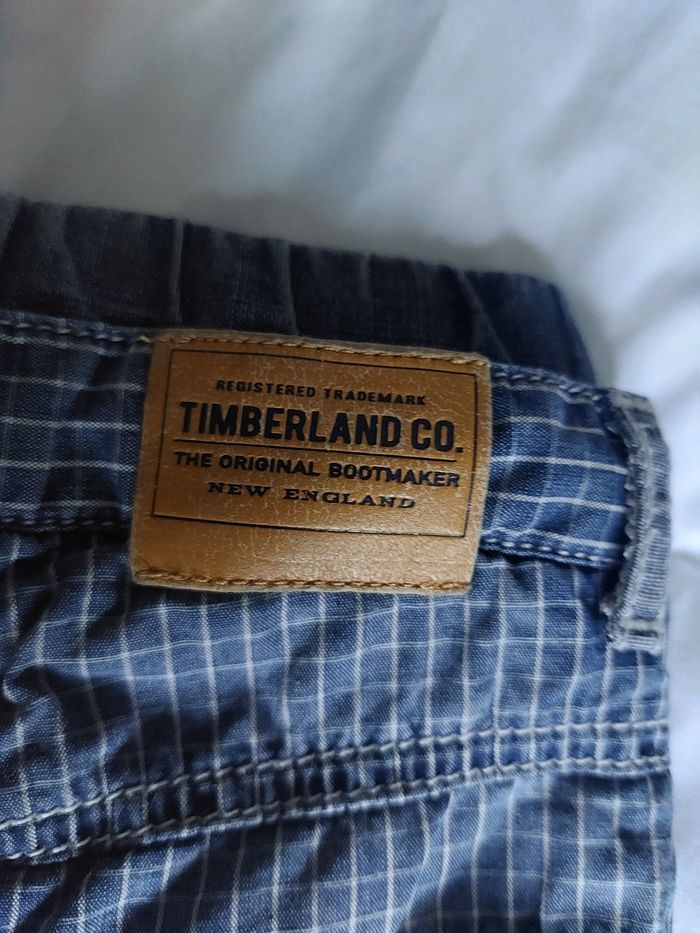 REGISTERED TRADEMARK
TIMBERLAND CO.
THE ORIGINAL BOOTMAKER
NEW ENGLAND